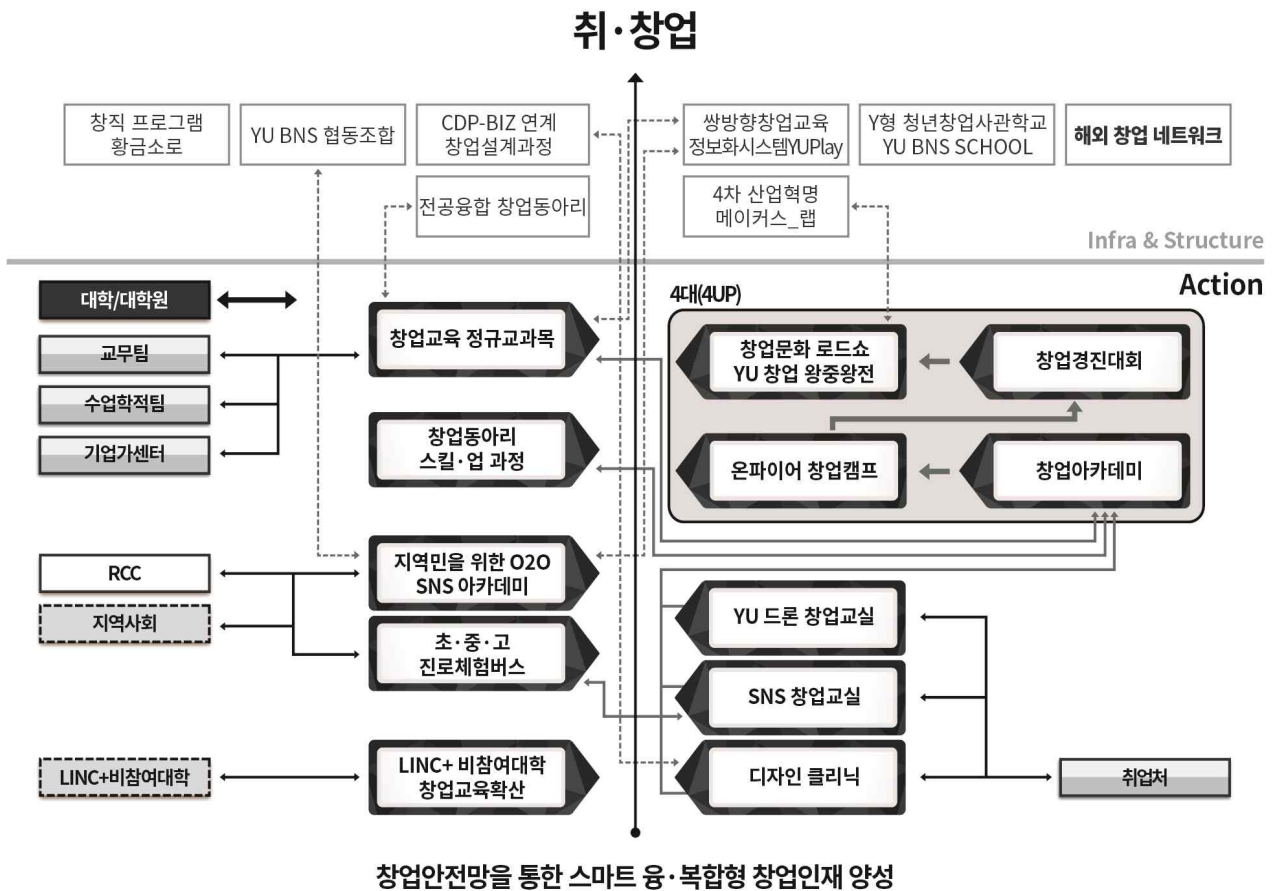 취·창업
창직 프로그램
황금소로
YU BNS 협동조합
CDP-BIZ 연계
창업설계과정
쌍방향창업교육
정보화시스템YUPlay
Y형 청년창업사관학교
YU BNS SCHOOL
해외 창업 네트워크
전공융합 창업동아리
4차 산업혁명
메이커스_랩
Infra & Structure
Action
대학/대학원
교무팀
수업학적팀
기업가센터
창업교육 정규교과목
창업동아리
스킬·업 과정
4대(4UP)
창업문화 로드쇼
YU 창업 왕중왕전
창업경진대회
온파이어 창업캠프
창업아카데미
RCC
지역사회
지역민을 위한 O2O
SNS 아카데미
초·중·고
진로체험버스
YU 드론 창업교실
SNS 창업교실
LINC+비참여대학
LINC+ 비참여대학
창업교육확산
디자인 클리닉
취업처
창업안전망을 통한 스마트 융·복합형 창업인재 양성